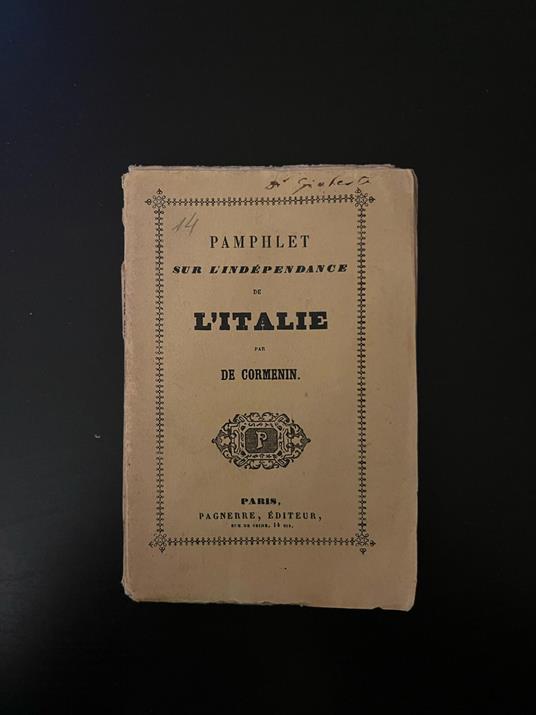 14
PAMPHLET
SUR L'INDÉPENDANCE
DE
L'ITALIE
PAR
DE CORMENIN.
P
PARIS,
PAGNERRE, ÉDITEUR,
RUE DE SEINE, 14 BIS.